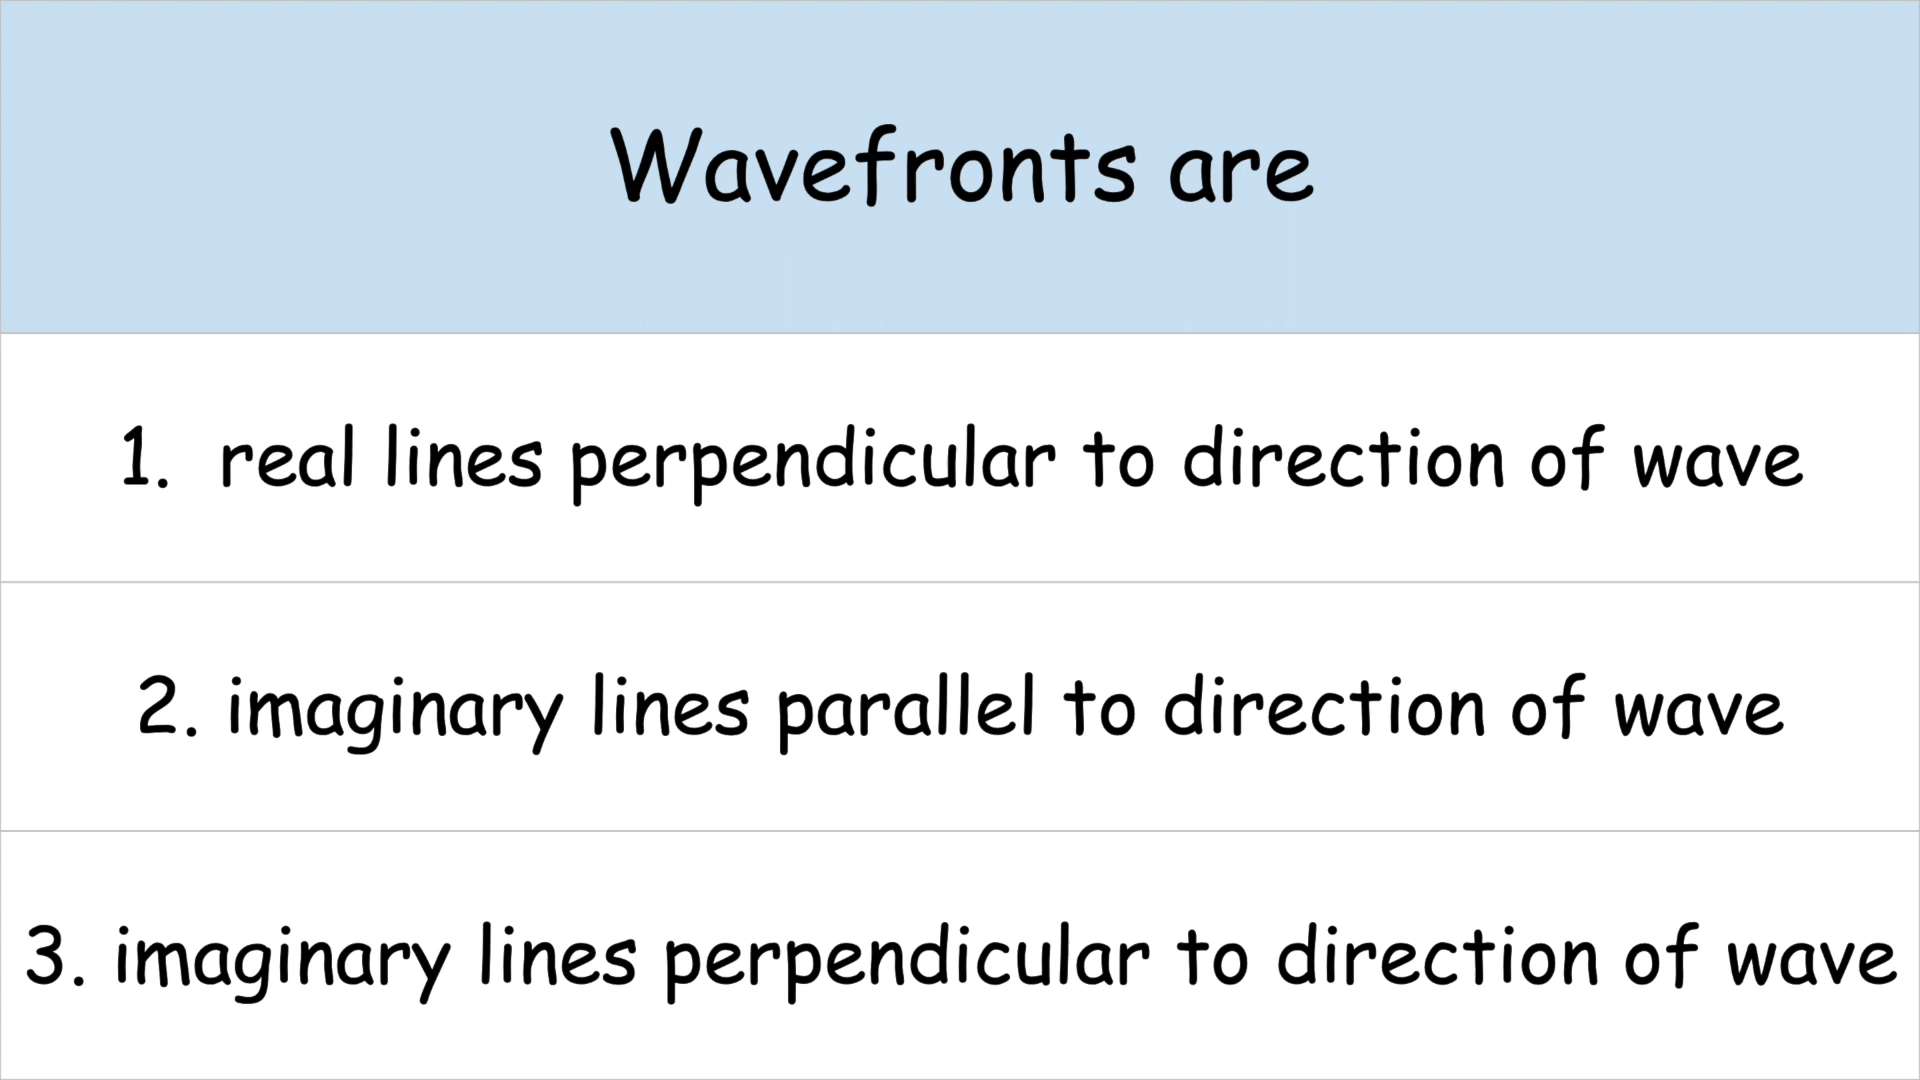 Wavefronts are
1. real lines perpendicular to direction of wave
2. imaginary lines parallel to direction of wave
3. imaginary lines perpendicular to direction of wave